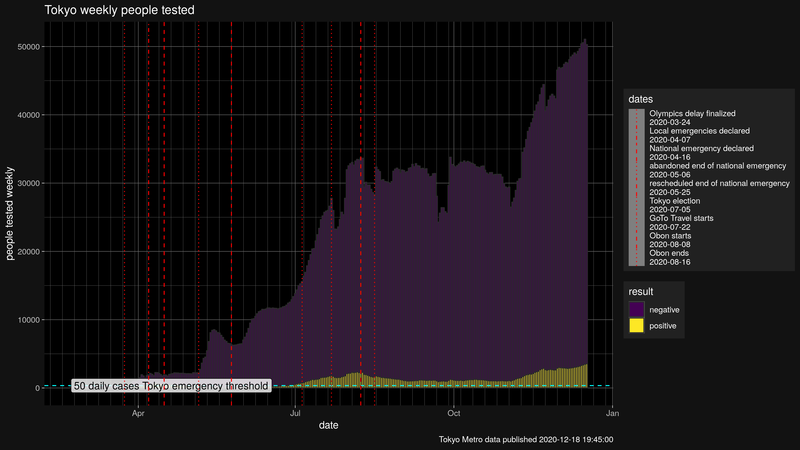 Tokyo weekly people tested
50000
40000
30000
20000
10000
0
people tested weekly
50 daily cases Tokyo emergency threshold
Apr
Jul
Oct
Jan
date
Tokyo Metro data published 2020-12-18 19:45:00
dates
Olympics delay finalized
2020-03-24
Local emergencies declared
2020-04-07
National emergency declared
2020-04-16
abandoned end of national emergency
2020-05-06
rescheduled end of national emergency
2020-05-25
Tokyo election
2020-07-05
GoTo Travel starts
2020-07-22
Obon starts
2020-08-08
Obon ends
2020-08-16
result
negative
positive